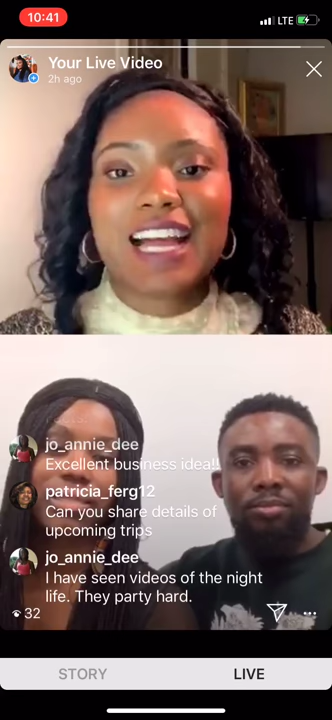 10:41
LTE
Your Live Video
2h ago
jo_annie_dee
Excellent business idea!!
patricia_ferg12
Can you share details of
upcoming trips
jo_annie_dee
I have seen videos of the night
life. They party hard.
32
STORY
LIVE